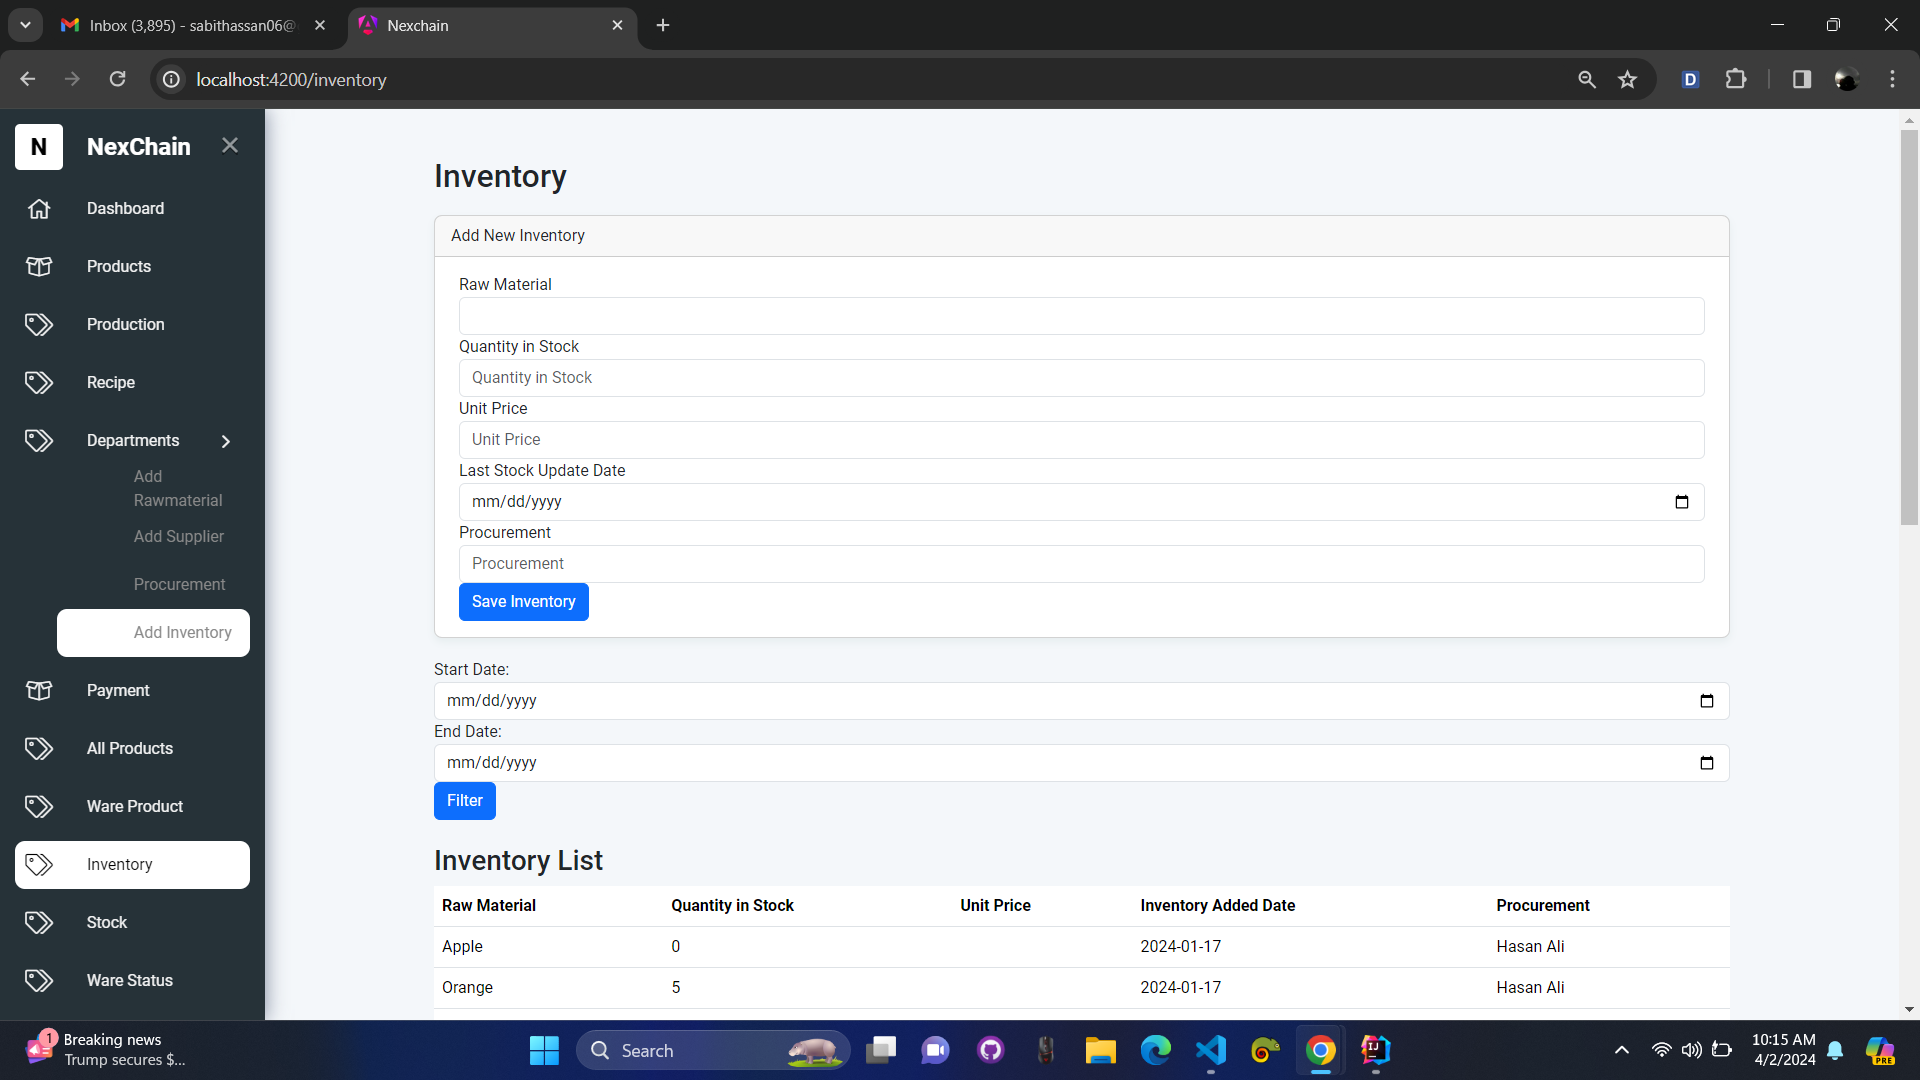 Inbox (3,895) - sabithassan06@
Nexchain
localhost:4200/inventory
D
N
NexChain
Dashboard
Products
Production
Recipe
Departments
Add
Rawmaterial
Add Supplier
Procurement
Add Inventory
Payment
All Products
Ware Product
Inventory
Stock
Ware Status
Inventory
Add New Inventory
Raw Material
Quantity in Stock
Quantity in Stock
Unit Price
Unit Price
Last Stock Update Date
mm/dd/yyyy
Procurement
Procurement
Save Inventory
Start Date:
mm/dd/yyyy
End Date:
mm/dd/yyyy
Filter
Inventory List
Raw Material Quantity in Stock Unit Price Inventory Added Date Procurement
Apple 0 2024-01-17 Hasan Ali
Orange 5 2024-01-17 Hasan Ali
1
Breaking news
Trump secures $...
Search
IJ
10:15 AM
4/2/2024
PRE